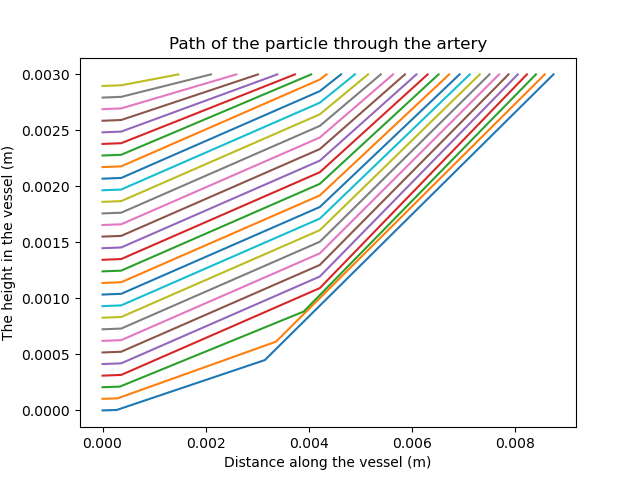 Path of the particle through the artery
The height in the vessel (m)
0.0030
0.0025
0.0020
0.0015
0.0010
0.0005
0.0000
0.000 0.002 0.004 0.006 0.008
Distance along the vessel (m)